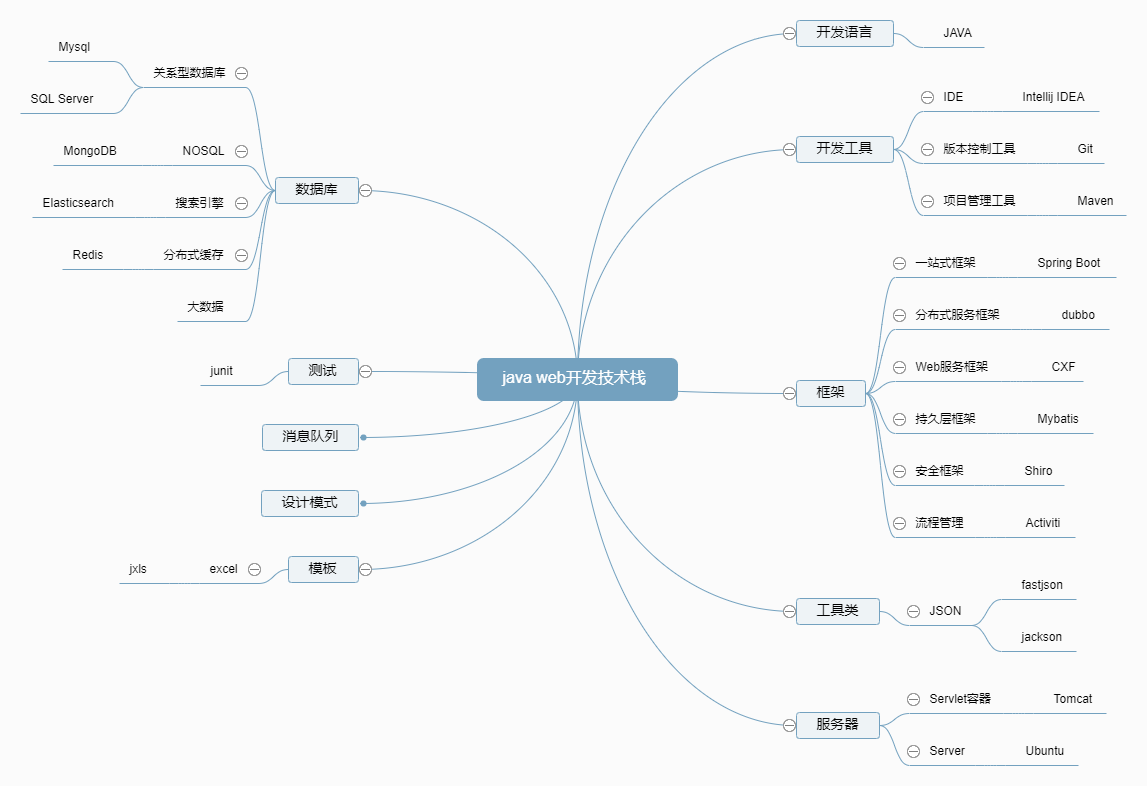 java web开发技术栈
开发语言
JAVA
开发工具
IDE
Intellij IDEA
版本控制工具
Git
项目管理工具
Maven
框架
一站式框架
Spring Boot
分布式服务框架
dubbo
Web服务框架
CXF
持久层框架
Mybatis
安全框架
Shiro
流程管理
Activiti
工具类
JSON
fastjson
jackson
服务器
Servlet容器
Tomcat
Server
Ubuntu
数据库
关系型数据库
Mysql
SQL Server
NOSQL
MongoDB
搜索引擎
Elasticsearch
分布式缓存
Redis
大数据
测试
junit
消息队列
设计模式
模板
excel
jxls